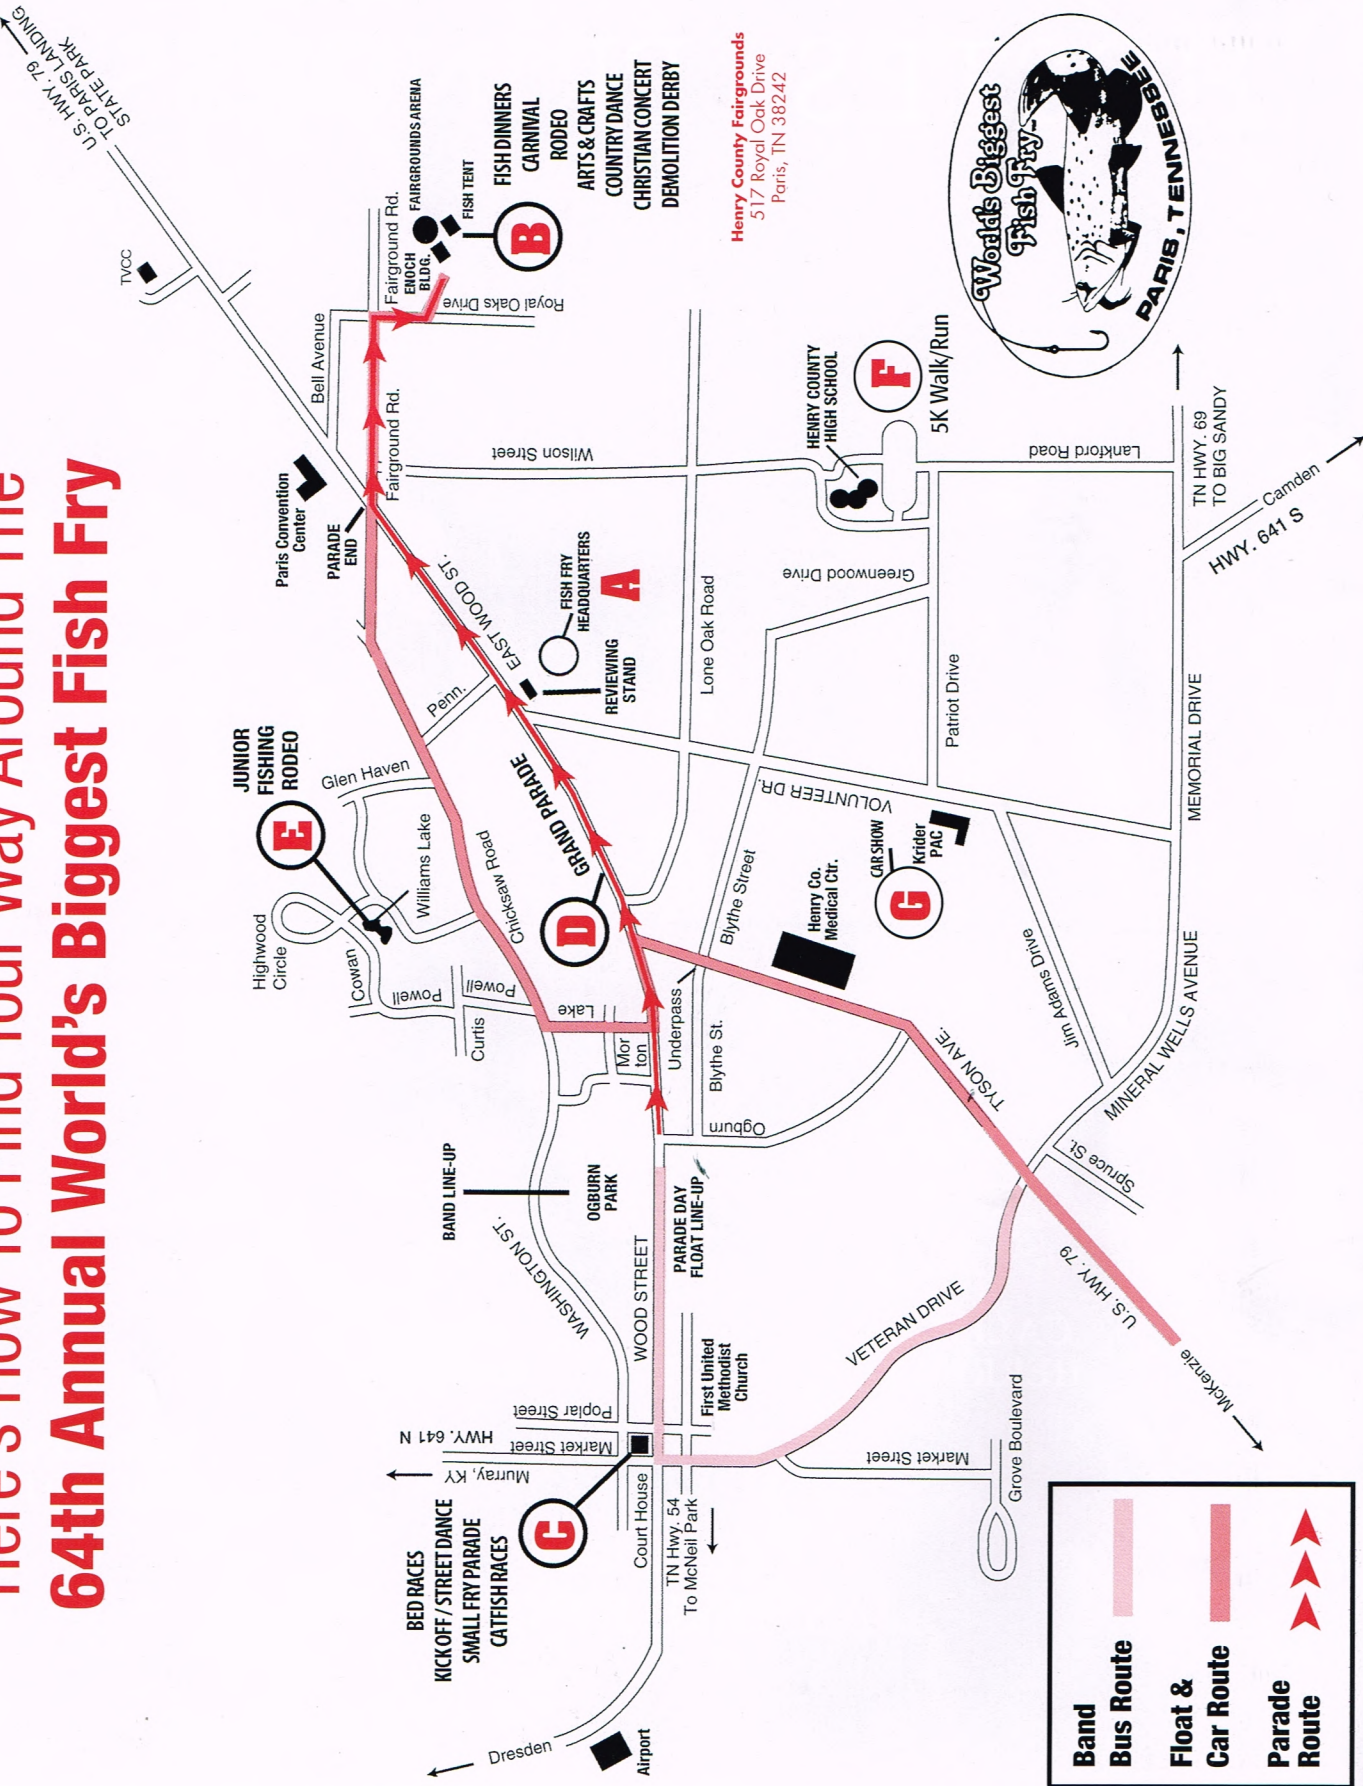 Here's How To Find Your Way Around The
64th Annual World's Biggest Fish Fry
U.S. HWY. 79
TO PARIS LANDING
STATE PARK
TVCC
Bell Avenue
Paris Convention
Center
PARADE
END
Fairground Rd.
Fairground Rd.
FAIRGROUNDS ARENA
ENOCH
BLDG.
FISH TENT
Royal Oaks Drive
B
FISH DINNERS
CARNIVAL
RODEO
ARTS & CRAFTS
COUNTRY DANCE
CHRISTIAN CONCERT
DEMOLITION DERBY
Henry County Fairgrounds
517 Royal Oak Drive
Paris, TN 38242
World's Biggest
Fish Fry
PARIS, TENNESSEE
JUNIOR
FISHING
RODEO
E
Glen Haven
Penn.
EAST WOOD ST.
FISH FRY
HEADQUARTERS
A
REVIEWING
STAND
Wilson Street
Lone Oak Road
HENRY COUNTY
HIGH SCHOOL
F
5K Walk/Run
Greenwood Drive
Lankford Road
TN HWY. 69
TO BIG SANDY
Camden
HWY. 641 S
Patriot Drive
MEMORIAL DRIVE
Highwood
Circle
Williams Lake
Chicksaw Road
Cowan
Powell
Powell
Curtis
Lake
Mor
ton
GRAND PARADE
D
Underpass
Blythe Street
Blythe St.
VOLUNTEER DR.
Henry Co.
Medical Ctr.
CAR SHOW
G
Krider
PAC
Jim Adams Drive
MINERAL WELLS AVENUE
TYSON AVE.
Ogburn
Spruce St.
BAND LINE-UP
OGBURN
PARK
WASHINGTON ST.
WOOD STREET
PARADE DAY
FLOAT LINE-UP
First United
Methodist
Church
VETERAN DRIVE
U.S. HWY. 79
McKenzie
Poplar Street
HWY. 641 N
Market Street
Murray, KY
Market Street
Grove Boulevard
BED RACES
KICKOFF / STREET DANCE
SMALL FRY PARADE
CATFISH RACES
C
Court House
TN Hwy. 54
To McNeil Park
Dresden
Airport
Band
Bus Route
Float &
Car Route
Parade
Route